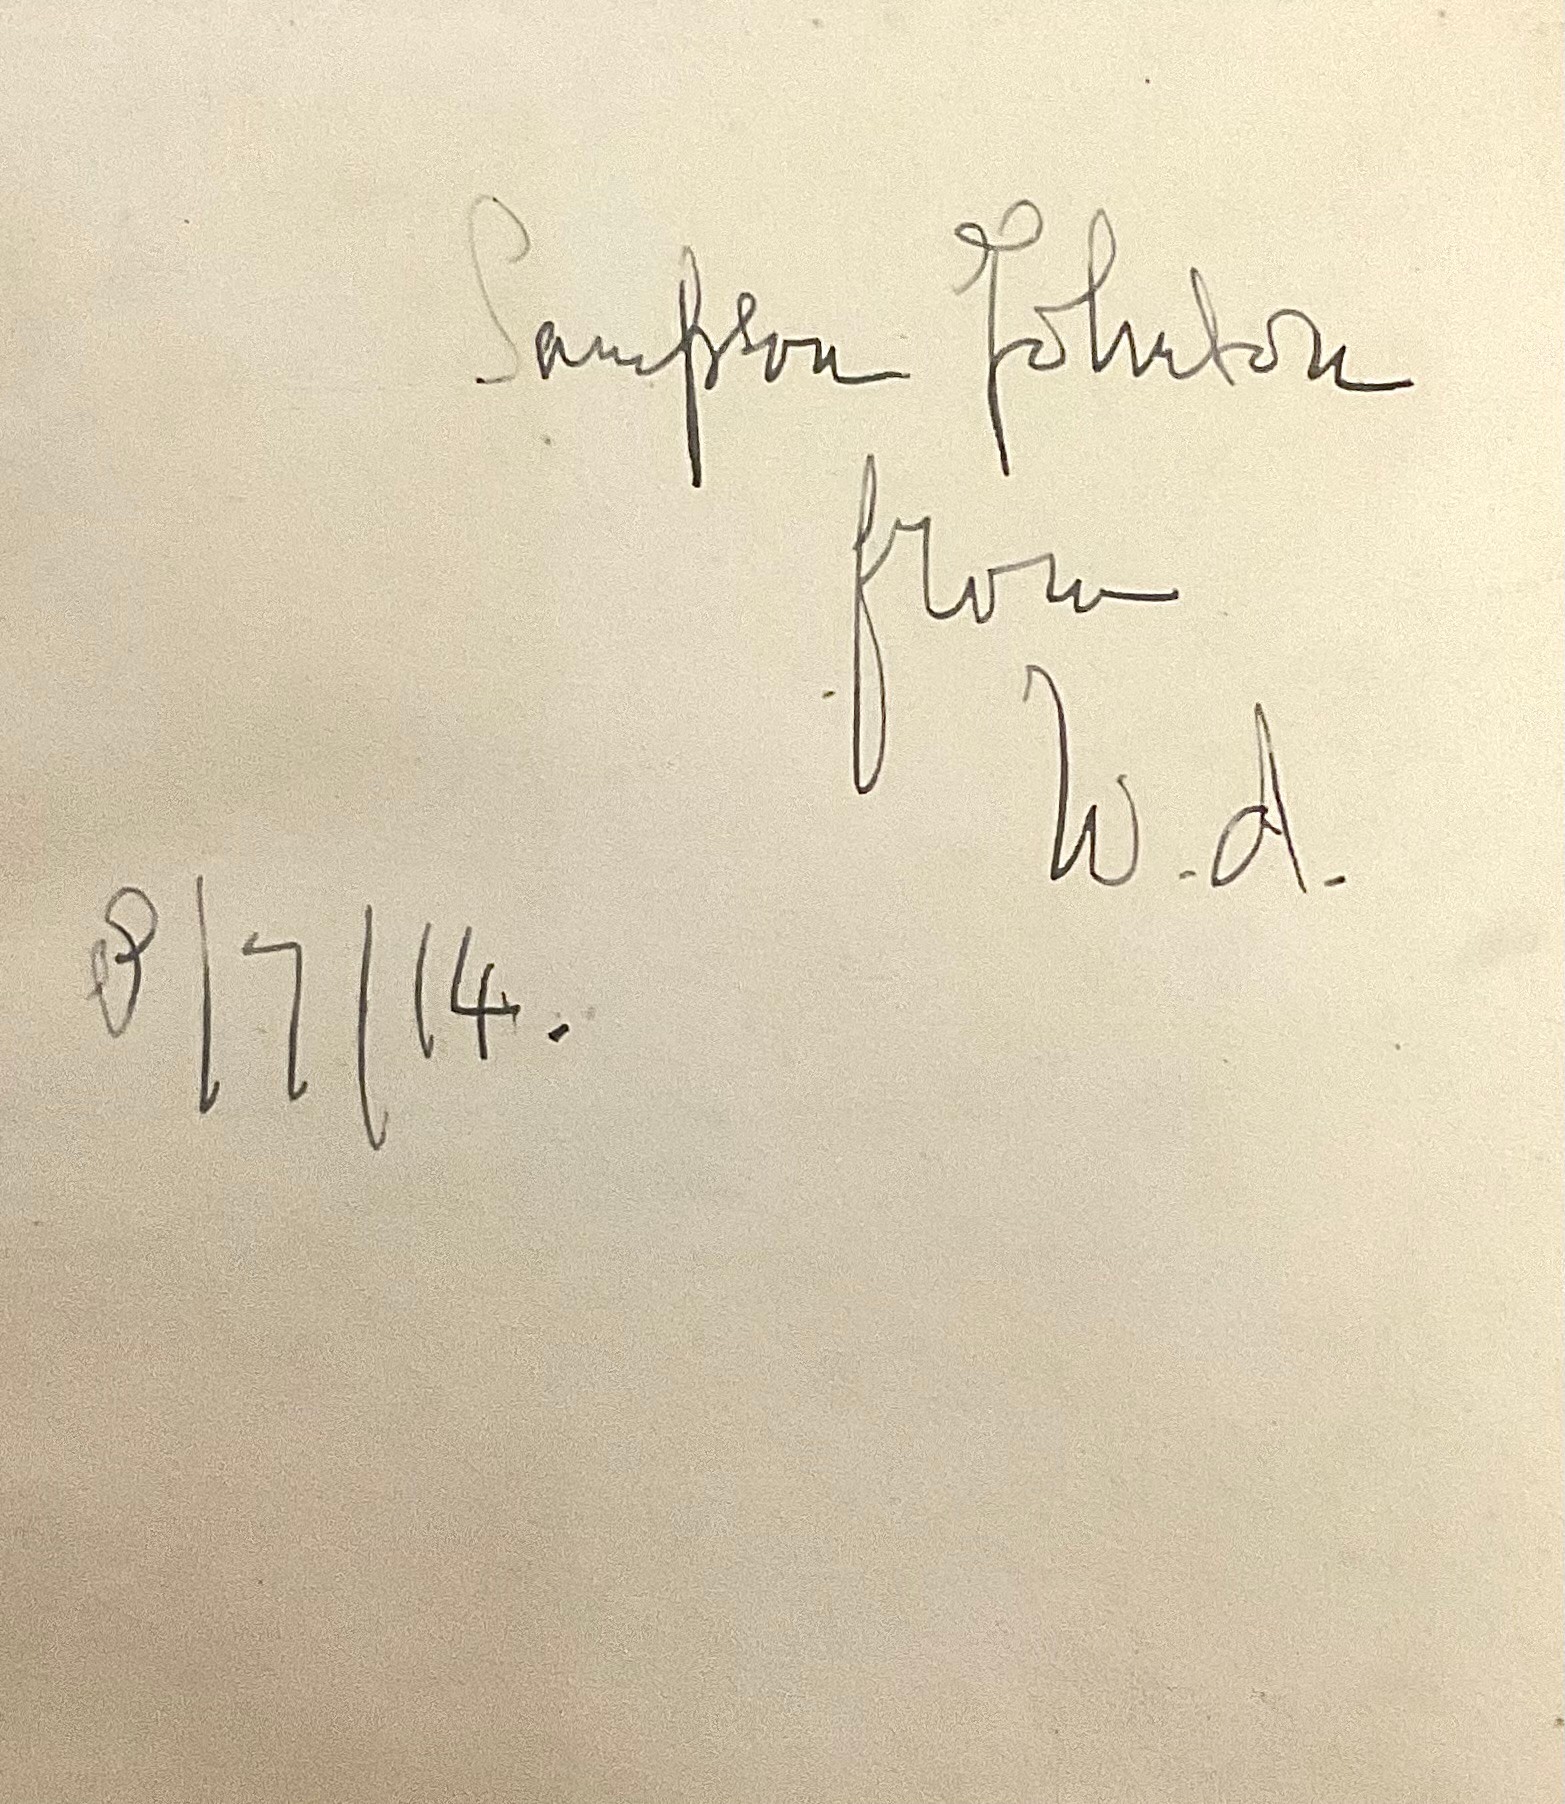 Sampson Johnston
from
W.A.
8/7/14.